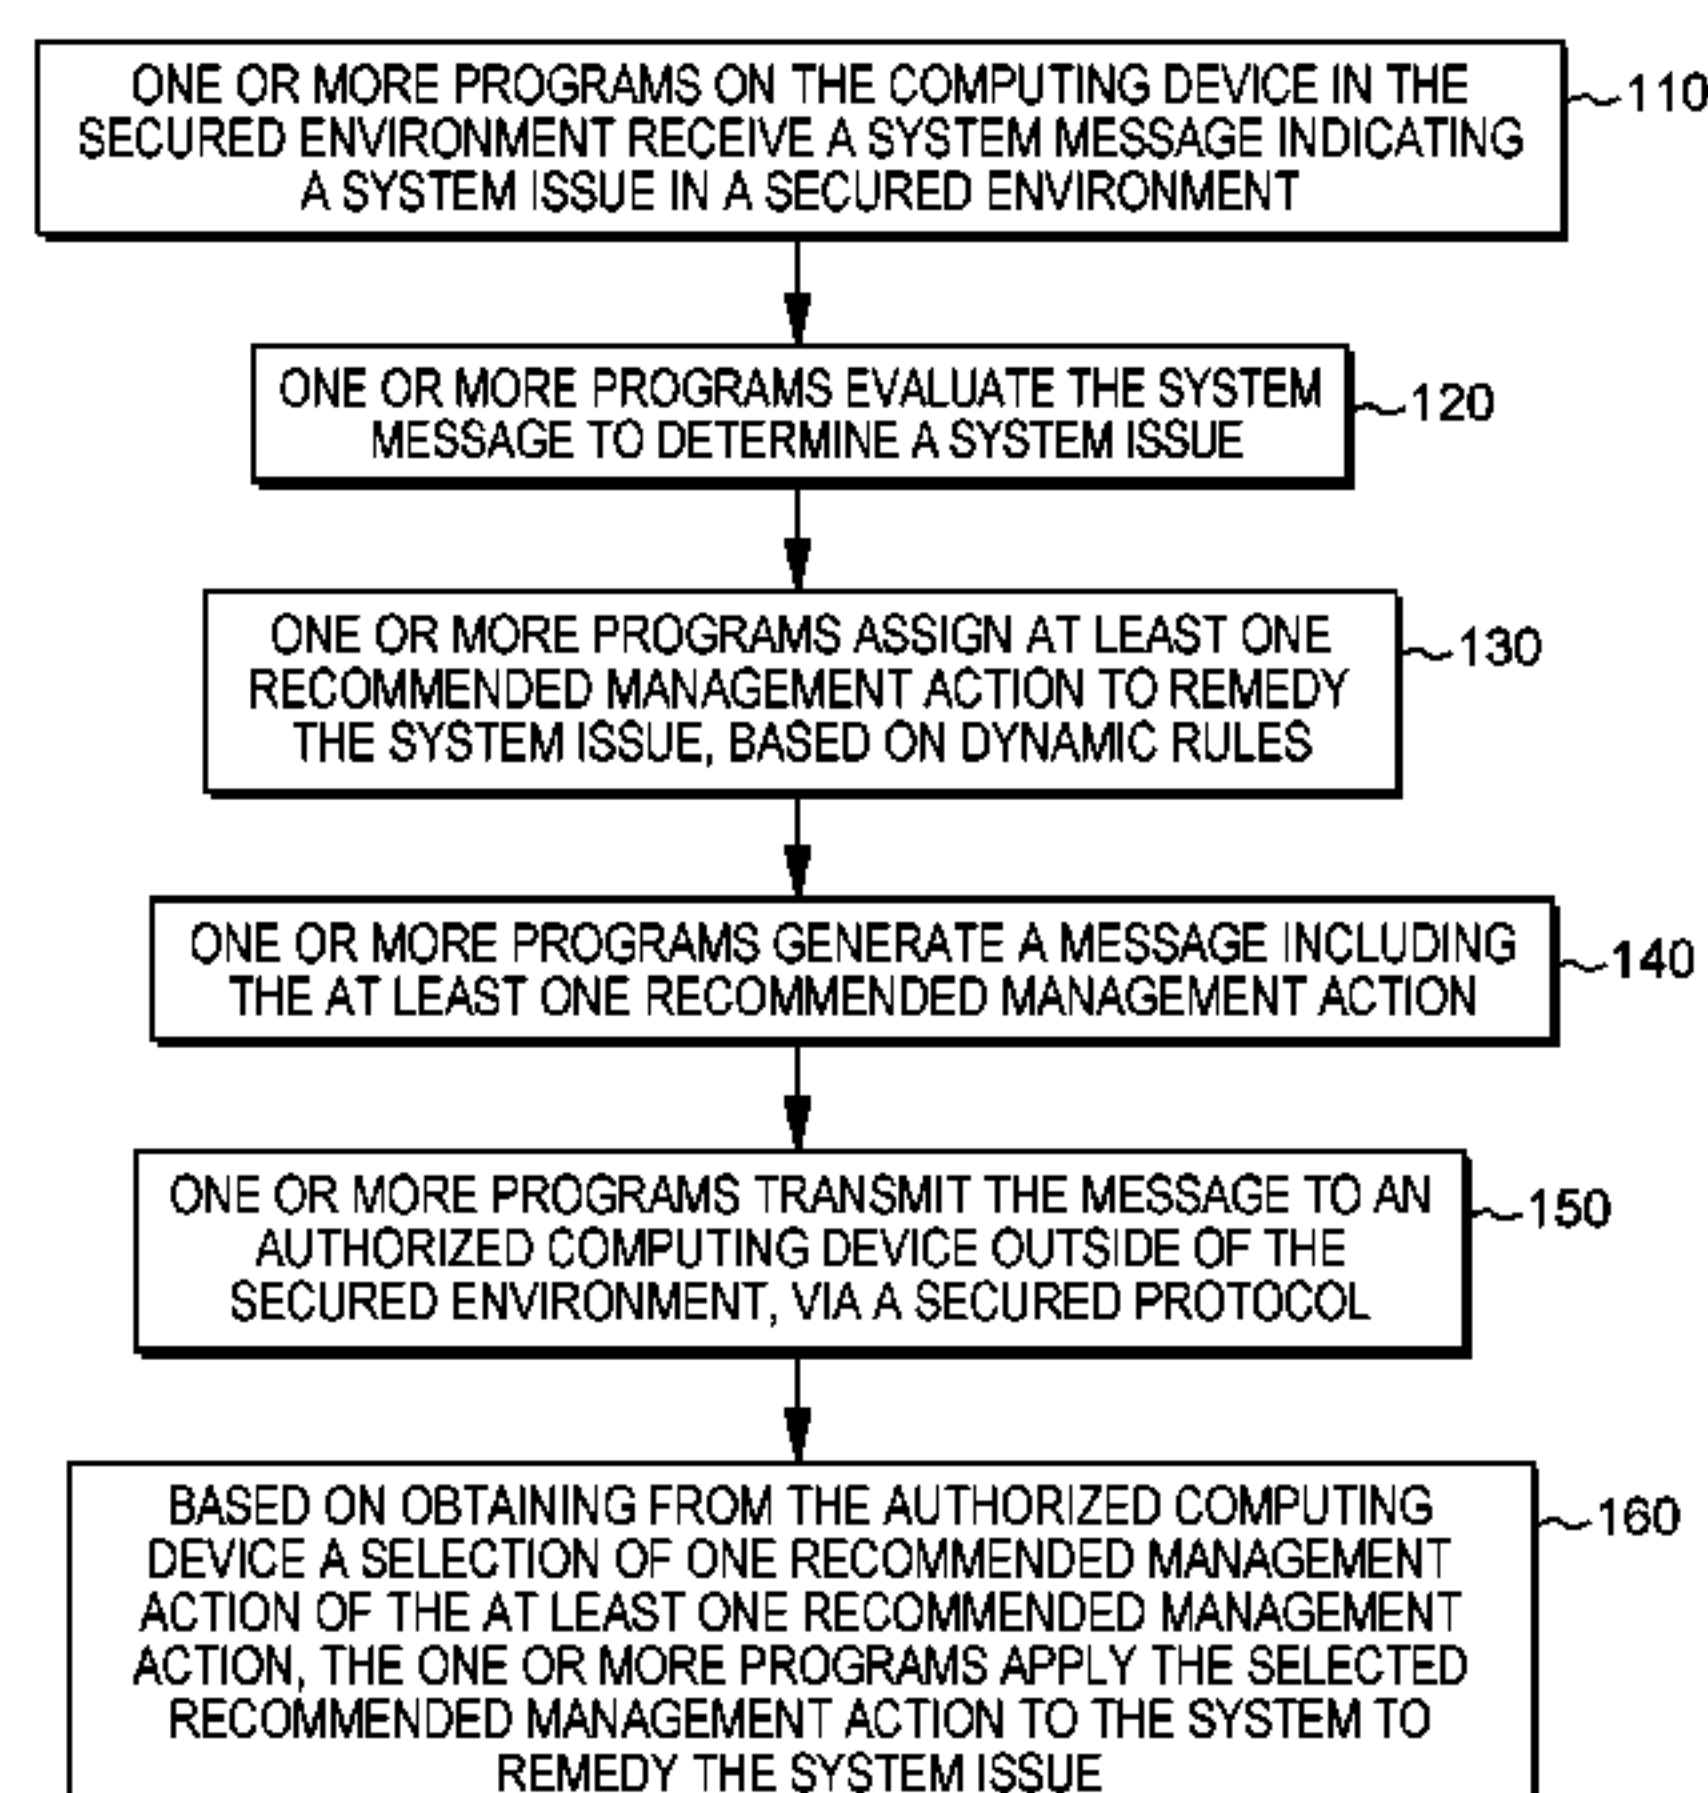 ONE OR MORE PROGRAMS ON THE COMPUTING DEVICE IN THE
SECURED ENVIRONMENT RECEIVE A SYSTEM MESSAGE INDICATING
A SYSTEM ISSUE IN A SECURED ENVIRONMENT
110
ONE OR MORE PROGRAMS EVALUATE THE SYSTEM
MESSAGE TO DETERMINE A SYSTEM ISSUE
120
ONE OR MORE PROGRAMS ASSIGN AT LEAST ONE
RECOMMENDED MANAGEMENT ACTION TO REMEDY
THE SYSTEM ISSUE, BASED ON DYNAMIC RULES
130
ONE OR MORE PROGRAMS GENERATE A MESSAGE INCLUDING
THE AT LEAST ONE RECOMMENDED MANAGEMENT ACTION
140
ONE OR MORE PROGRAMS TRANSMIT THE MESSAGE TO AN
AUTHORIZED COMPUTING DEVICE OUTSIDE OF THE
SECURED ENVIRONMENT, VIA A SECURED PROTOCOL
150
BASED ON OBTAINING FROM THE AUTHORIZED COMPUTING
DEVICE A SELECTION OF ONE RECOMMENDED MANAGEMENT
ACTION OF THE AT LEAST ONE RECOMMENDED MANAGEMENT
ACTION, THE ONE OR MORE PROGRAMS APPLY THE SELECTED
RECOMMENDED MANAGEMENT ACTION TO THE SYSTEM TO
REMEDY THE SYSTEM ISSUE
160